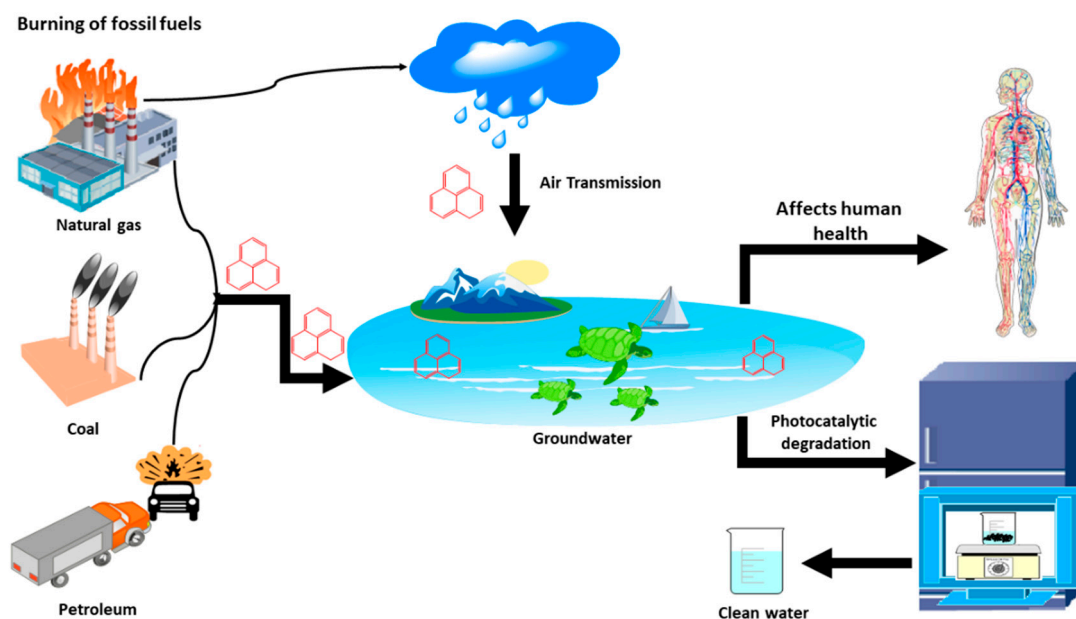 Burning of fossil fuels
Natural gas
Air Transmission
Affects human
health
Coal
Groundwater
Photocatalytic
degradation
Petroleum
Clean water